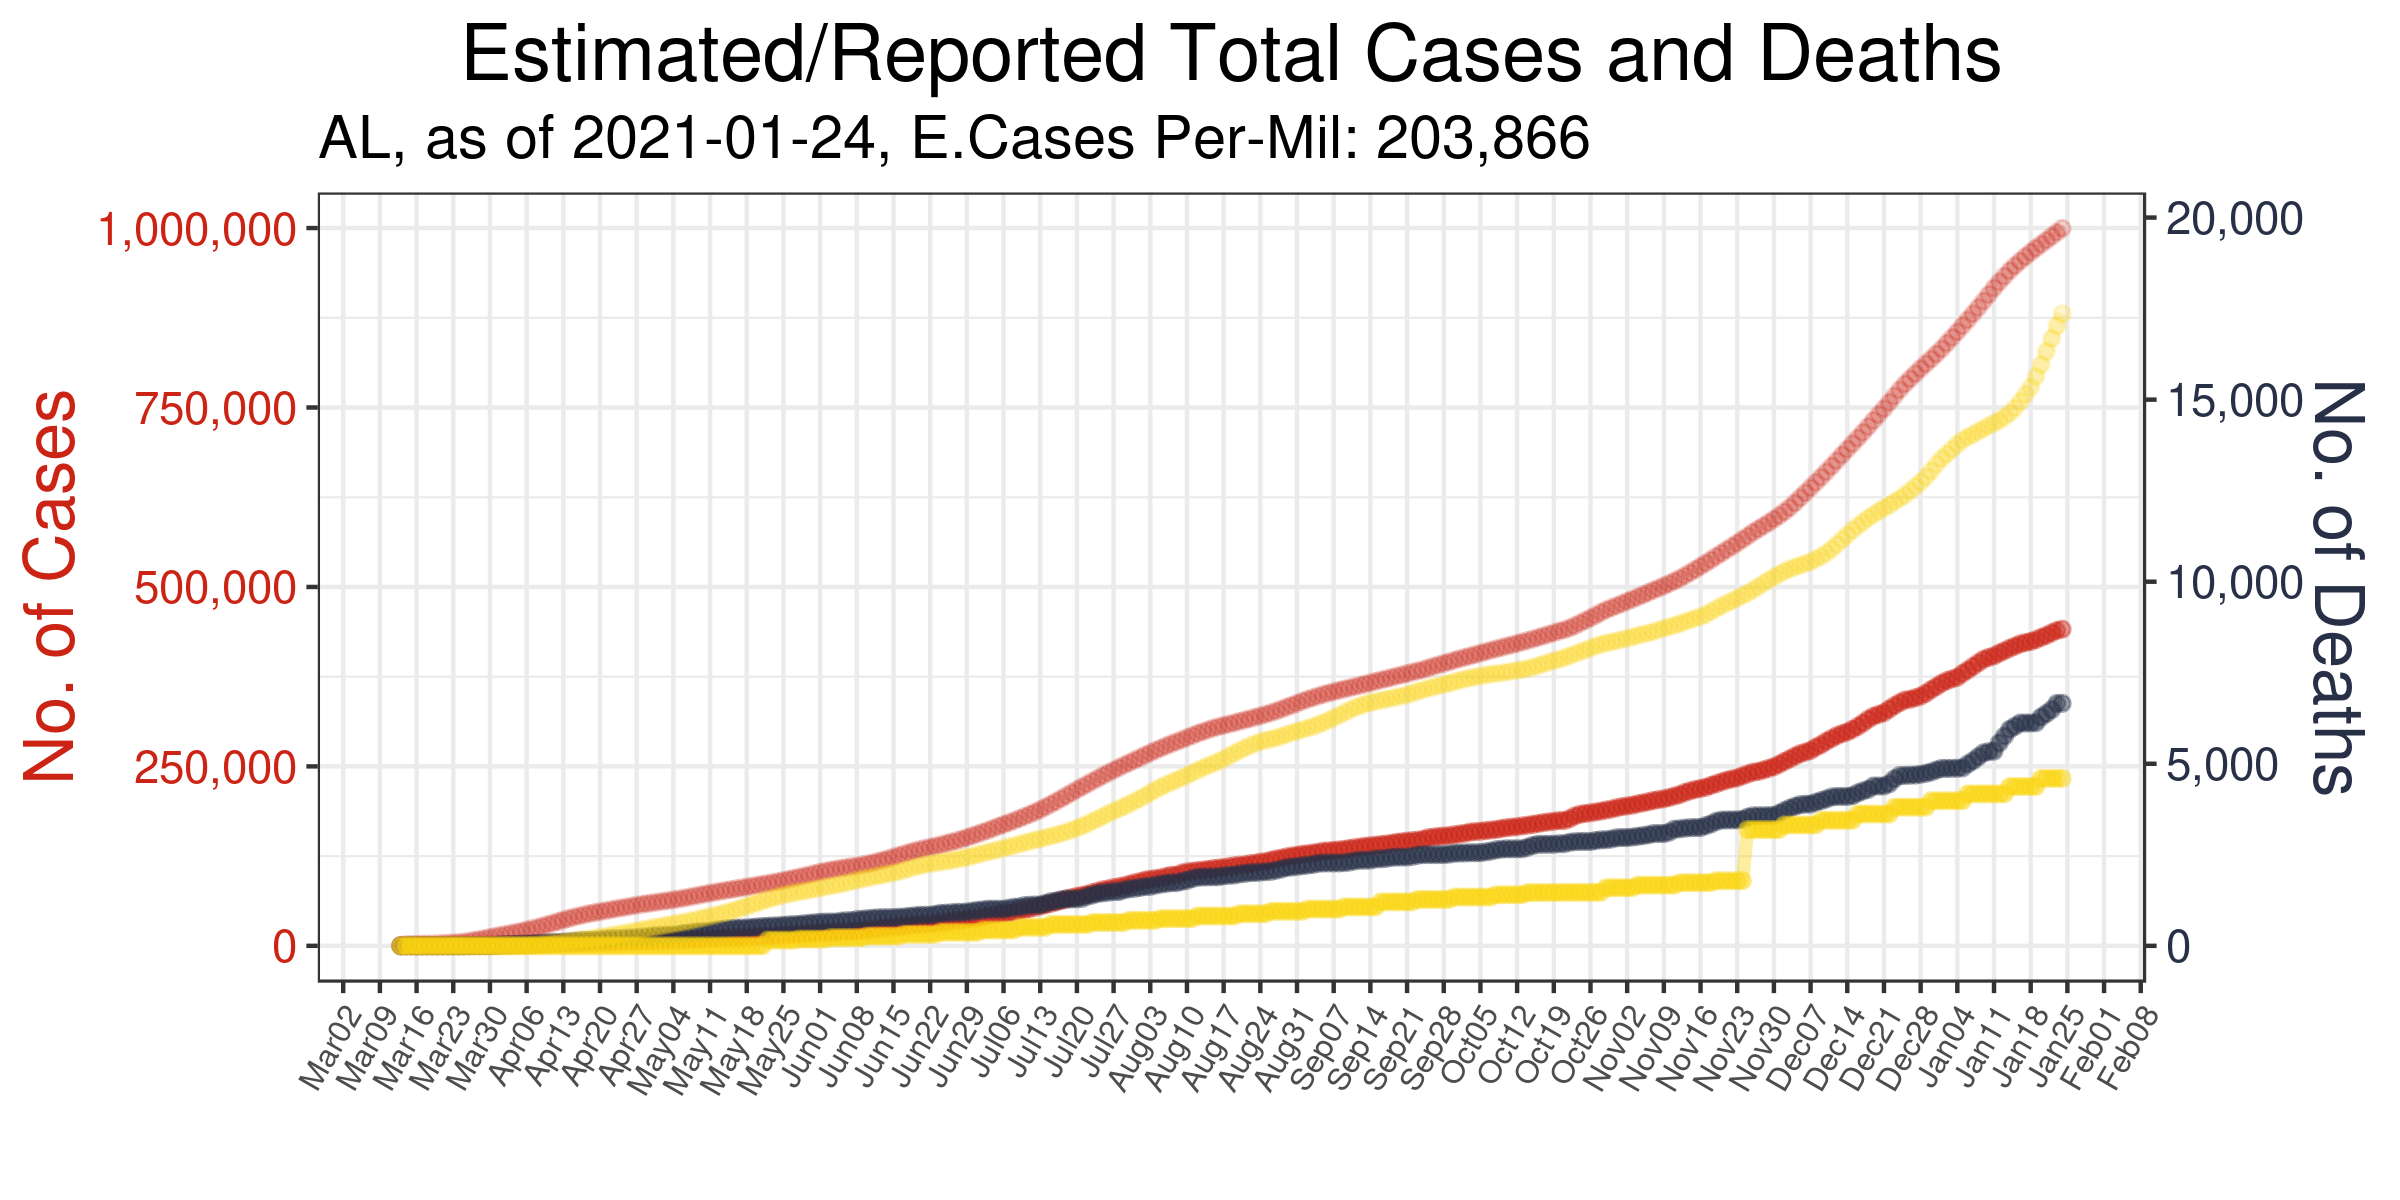 Estimated/Reported Total Cases and Deaths
AL, as of 2021-01-24, E.Cases Per-Mil: 203,866
No. of Cases
1,000,000
750,000
500,000
250,000
0
20,000
15,000
10,000
5,000
0
No. of Deaths
Mar02
Mar09
Mar16
Mar23
Mar30
Apr06
Apr13
Apr20
Apr27
May04
May11
May18
May25
Jun01
Jun08
Jun15
Jun22
Jun29
Jul06
Jul13
Jul20
Jul27
Aug03
Aug10
Aug17
Aug24
Aug31
Sep07
Sep14
Sep21
Sep28
Oct05
Oct12
Oct19
Oct26
Nov02
Nov09
Nov16
Nov23
Nov30
Dec07
Dec14
Dec21
Dec28
Jan04
Jan11
Jan18
Jan25
Feb01
Feb08